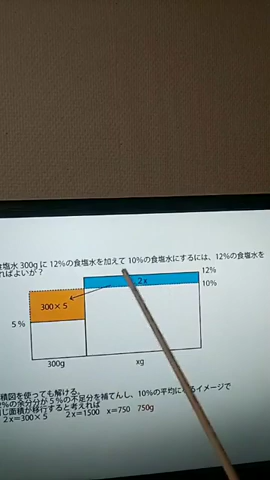 食塩水 300g に 12%の食塩水を加えて 10%の食塩水にするには、12%の食塩水を
ればよいか？
12%
2x
10%
300×5
5%
300g
xg
積図を使っても解ける。
%の余分分が5%の不足分を補てんし、10%の平均に るイメージで
じ面積が移行すると考えれば
2x=300×5 2x=1500 x=750 750g